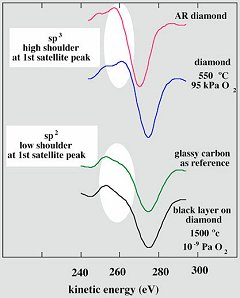 sp3
high shoulder
at 1st satellite peak
AR diamond
diamond
550 °C
95 kPa O2
sp2
low shoulder
at 1st satellite peak
glassy carbon
as reference
black layer on
diamond
1500 °c
10-9 Pa O2
240
260
280
300
kinetic energy (eV)